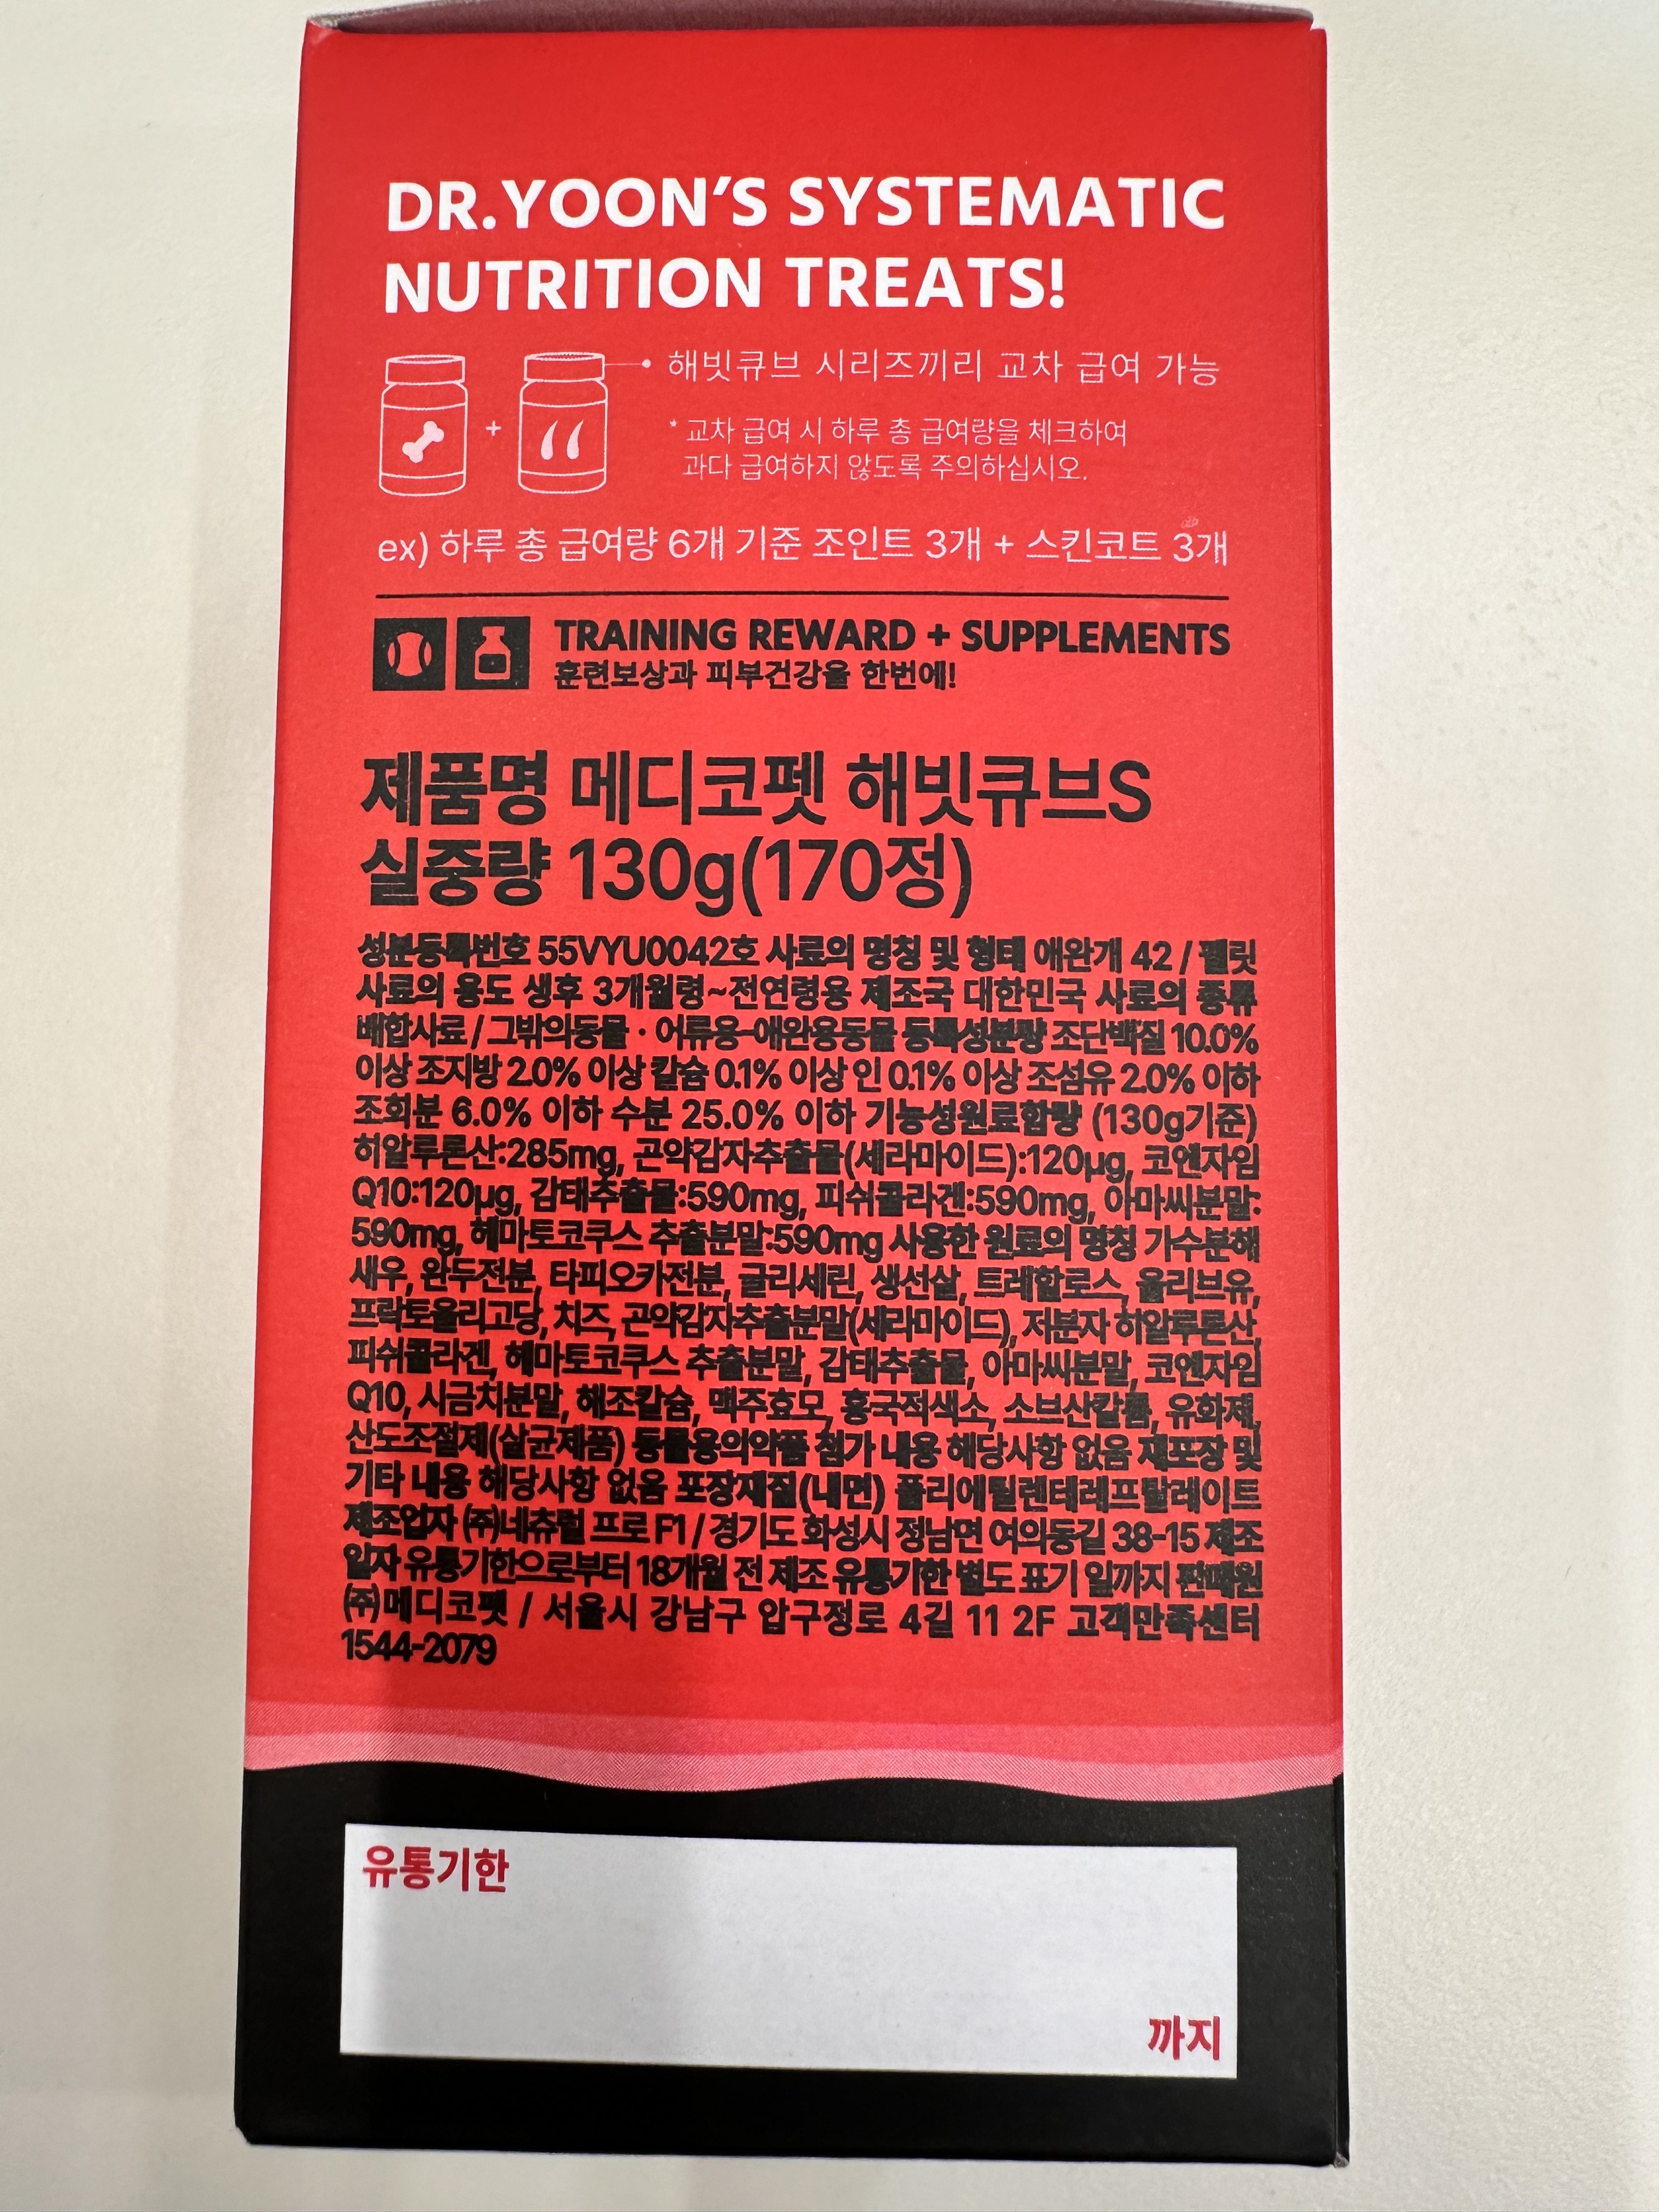 DR.YOON'S SYSTEMATIC
NUTRITION TREATS!
해빗큐브 시리즈끼리 교차 급여 가능
+
* 교차 급여 시 하루 총 급여량을 체크하여
과다 급여하지 않도록 주의하십시오.
ex) 하루 총 급여량 6개 기준 조인트 3개 + 스킨코트 3개
TRAINING REWARD + SUPPLEMENTS
훈련보상과 피부건강을 한번에!
제품명 메디코펫 해빗큐브S
실중량 130g(170정)
성분등록번호 55VYU0042호 사료의 명칭 및 형태 애완개 42 / 펠릿
사료의 용도 생후 3개월령~전연령용 제조국 대한민국 사료의 종류
배합사료 / 그밖의동물 · 어류용-애완용동물 등록성분량 조단백질 10.0%
이상 조지방 2.0% 이상 칼슘 0.1% 이상 인 0.1% 이상 조섬유 2.0% 이하
조회분 6.0% 이하 수분 25.0% 이하 기능성원료함량 (130g기준)
히알루론산:285mg, 곤약감자추출물(세라마이드):120μg, 코엔자임
Q10:120μg, 감태추출물:590mg, 피쉬콜라겐:590mg, 아마씨분말:
590mg, 헤마토코쿠스 추출분말:590mg 사용한 원료의 명칭 가수분해
새우, 완두전분, 타피오카전분, 글리세린, 생선살, 트레할로스, 올리브유,
프락토올리고당, 치즈, 곤약감자추출분말(세라마이드), 저분자 히알루론산,
피쉬콜라겐, 헤마토코쿠스 추출분말, 감태추출물, 아마씨분말, 코엔자임
Q10, 시금치분말, 해조칼슘, 맥주효모, 홍국적색소, 소브산칼륨, 유화제,
산도조절제(살균제품) 동물용의약품 첨가 내용 해당사항 없음 재포장 및
기타 내용 해당사항 없음 포장재질(내면) 폴리에틸렌테레프탈레이트
제조업자 ㈜네츄럴 프로 F1 / 경기도 화성시 정남면 여의동길 38-15 제조
일자 유통기한으로부터 18개월 전 제조 유통기한 별도 표기 일까지 판매원
㈜메디코펫 / 서울시 강남구 압구정로 4길 11 2F 고객만족센터
1544-2079
유통기한
까지